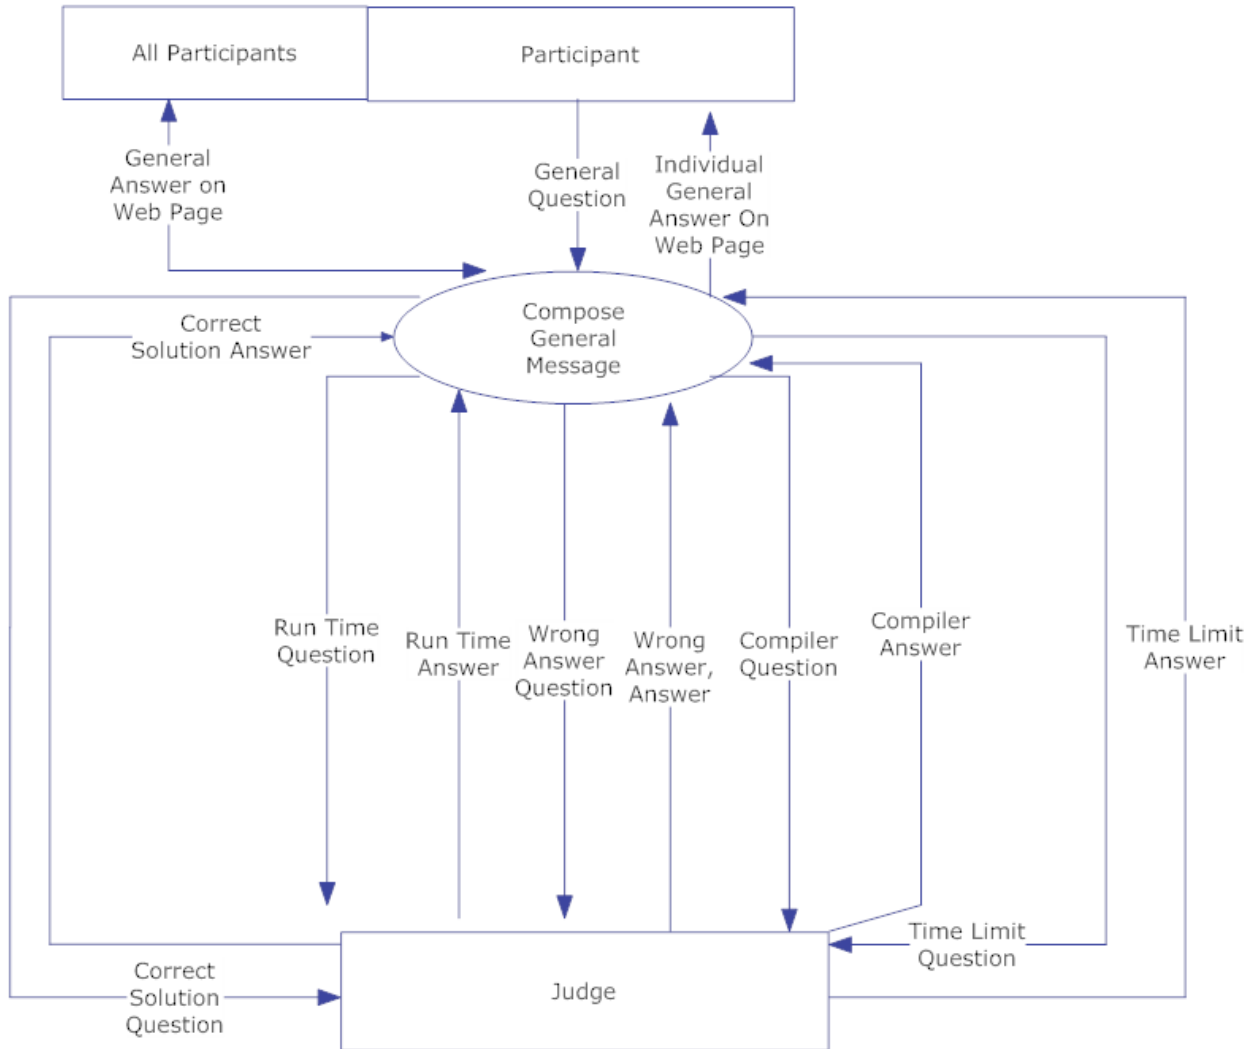 All Participants
Participant
General
Answer on
Web Page
General
Question
Individual
General
Answer On
Web Page
Compose
General
Message
Correct
Solution Answer
Run Time
Question
Run Time
Answer
Wrong
Answer
Question
Wrong
Answer,
Answer
Compiler
Question
Compiler
Answer
Time Limit
Answer
Time Limit
Question
Correct
Solution
Question
Judge